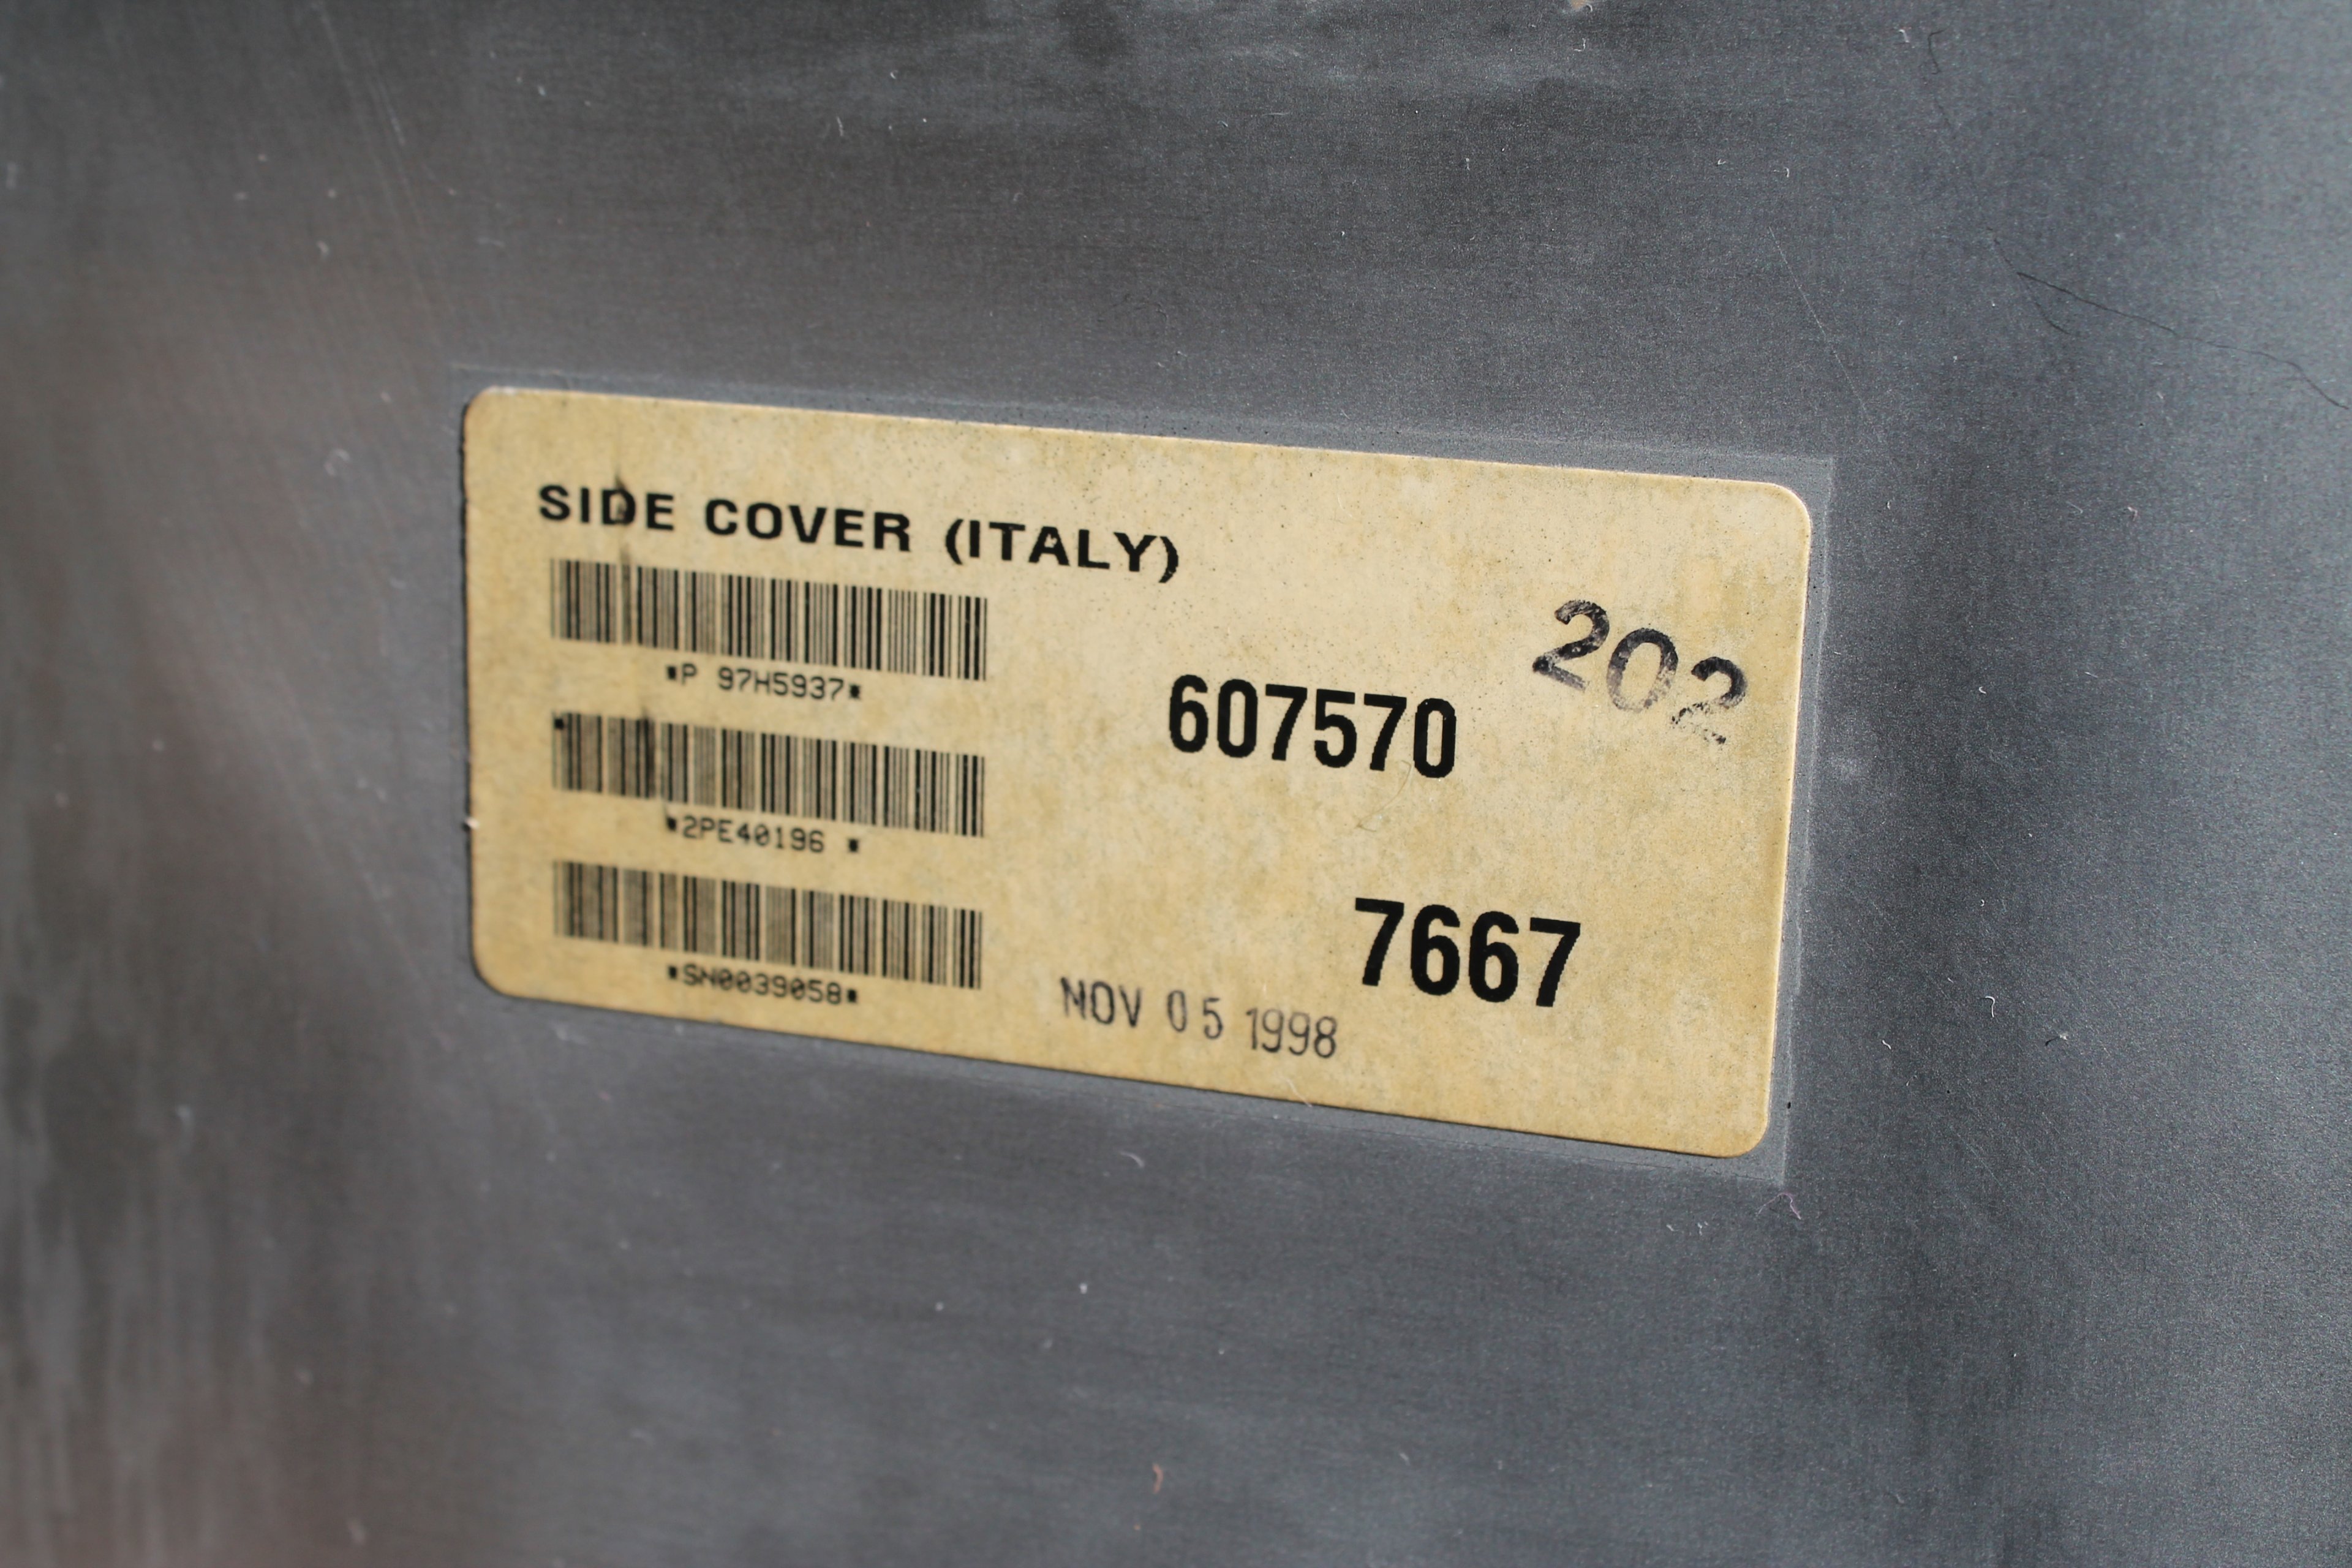 SIDE COVER (ITALY)
*P 97H5937*
*2PE40196 *
*SN0039058*
202
607570
7667
NOV 05 1998